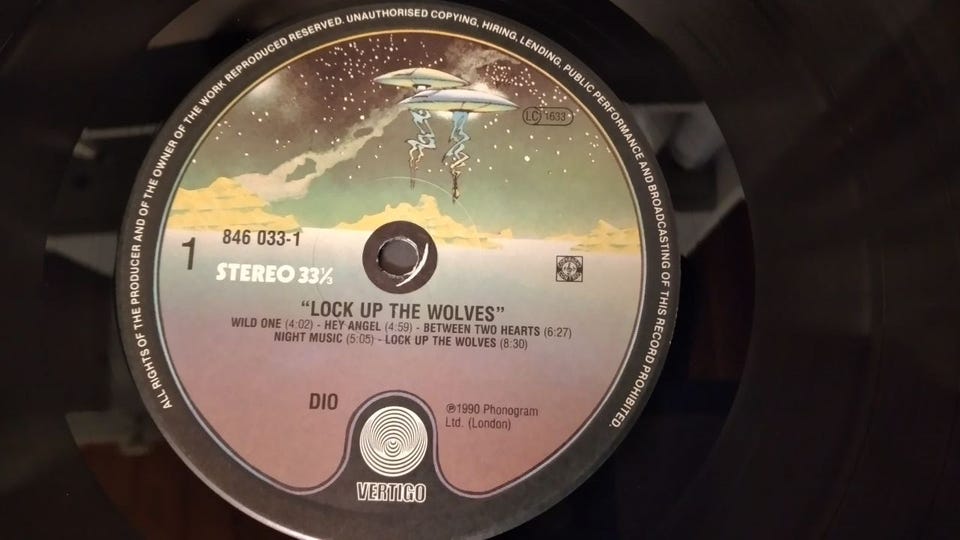 ALL RIGHTS OF THE PRODUCER AND OF THE OWNER OF THE WORK REPRODUCED RESERVED. UNAUTHORISED COPYING, HIRING, LENDING, PUBLIC PERFORMANCE AND BROADCASTING OF THIS RECORD PROHIBITED.
LC 1633
846 033-1
1
STEREO 33⅓
"LOCK UP THE WOLVES"
WILD ONE (4:02) - HEY ANGEL (4:59) - BETWEEN TWO HEARTS (6:27)
NIGHT MUSIC (5:05) - LOCK UP THE WOLVES (8:30)
DIO
℗1990 Phonogram
Ltd. (London)
VERTIGO